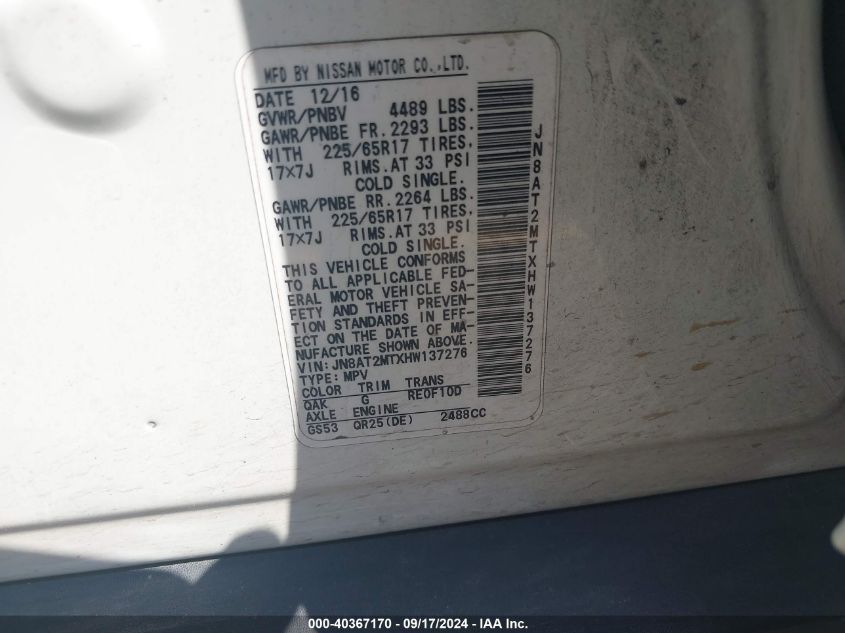 MFD BY NISSAN MOTOR CO.,LTD.
DATE 12/16
GVWR/PNBV 4489 LBS.
GAWR/PNBE FR. 2293 LBS.
WITH 225/65R17 TIRES,
17×7J RIMS.AT 33 PSI
COLD SINGLE.
GAWR/PNBE RR. 2264 LBS.
WITH 225/65R17 TIRES,
17×7J RIMS.AT 33 PSI
COLD SINGLE.
THIS VEHICLE CONFORMS
TO ALL APPLICABLE FED-
ERAL MOTOR VEHICLE SA-
FETY AND THEFT PREVEN-
TION STANDARDS IN EFF-
ECT ON THE DATE OF MA-
NUFACTURE SHOWN ABOVE.
VIN: JN8AT2MTXHW137276
TYPE: MPV
COLOR TRIM TRANS
QAK G RE0F10D
AXLE ENGINE
GS53 QR25(DE) 2488CC
JN8AT2MTXHW137276
000-40367170 - 09/17/2024 - IAA Inc.